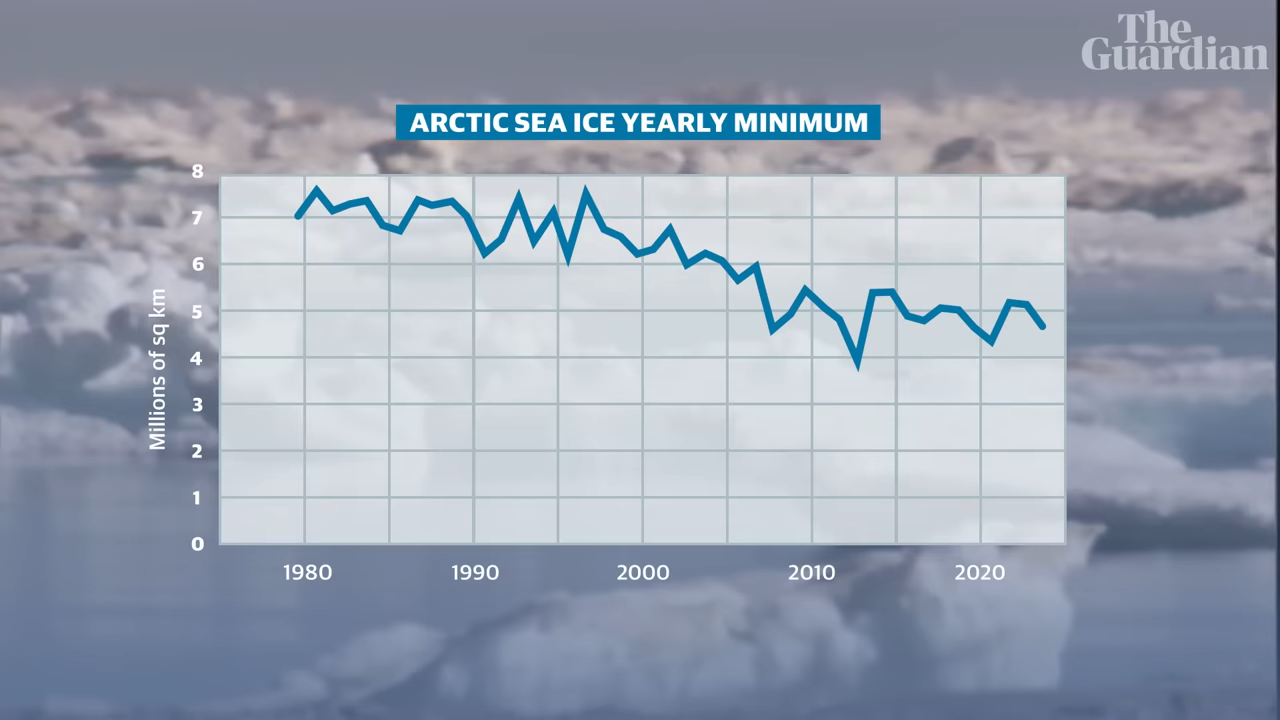 The
Guardian
ARCTIC SEA ICE YEARLY MINIMUM
Millions of sq km
8
7
6
5
4
3
2
1
0
1980 1990 2000 2010 2020